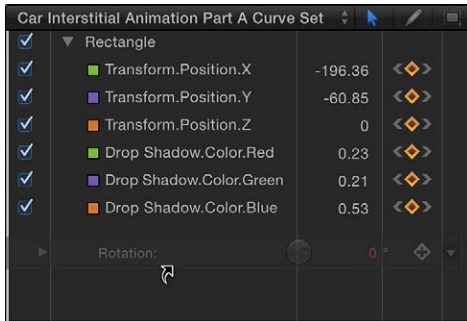 Car Interstitial Animation Part A Curve Set
Rectangle
Transform.Position.X -196.36
Transform.Position.Y -60.85
Transform.Position.Z 0
Drop Shadow.Color.Red 0.23
Drop Shadow.Color.Green 0.21
Drop Shadow.Color.Blue 0.53
Rotation: 0 °